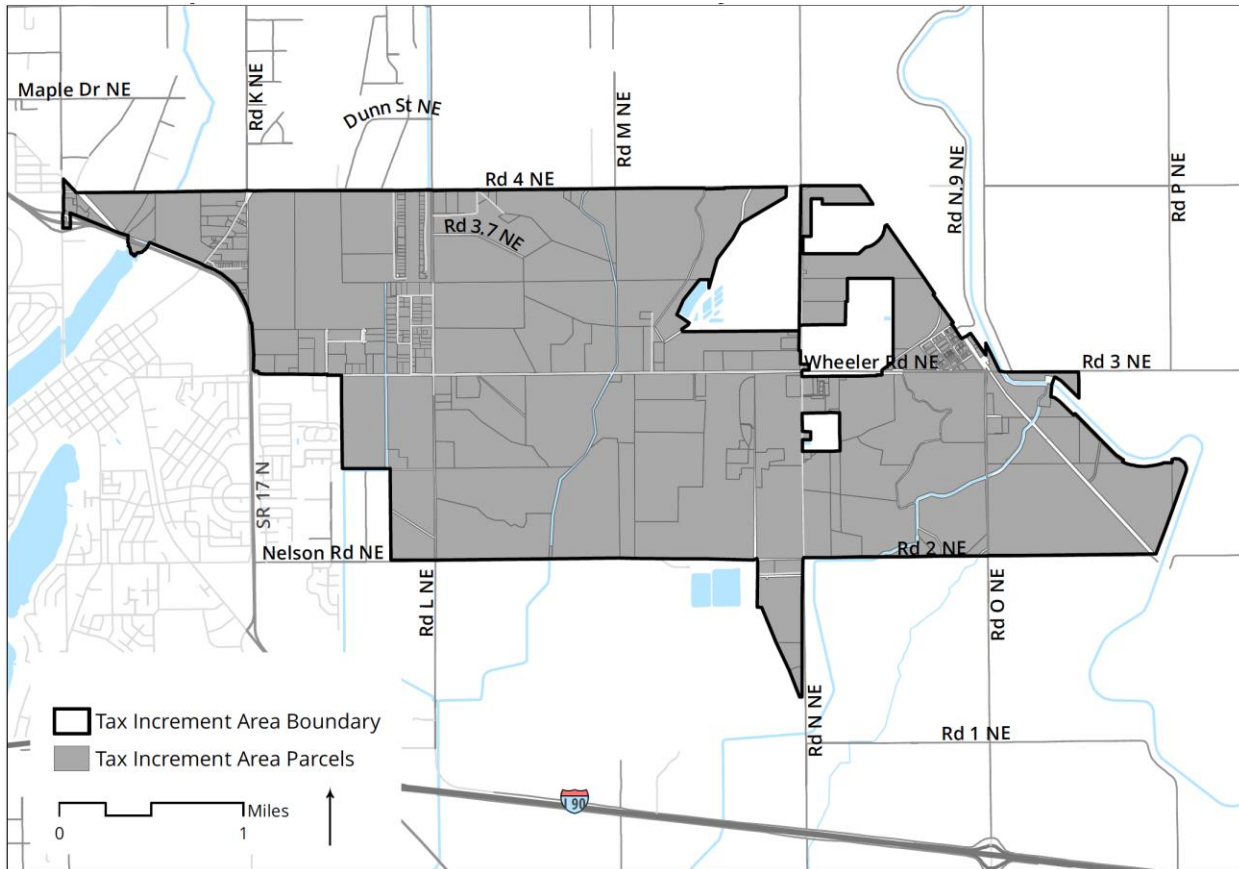 Maple Dr NE
Rd K NE
Dunn St NE
Rd M NE
Rd N.9 NE
Rd P NE
Rd 4 NE
Rd 3.7 NE
Wheeler Rd NE
Rd 3 NE
SR 17 N
Nelson Rd NE
Rd 2 NE
Rd L NE
Rd O NE
Rd N NE
Rd 1 NE
Tax Increment Area Boundary
Tax Increment Area Parcels
Miles
0 1
I 90